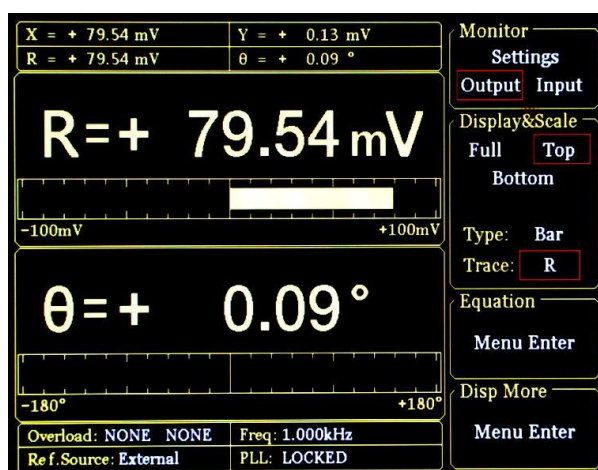 X = + 79.54 mV
Y = + 0.13 mV
R = + 79.54 mV
θ = + 0.09 °
R=+ 79.54 mV
-100mV
+100mV
θ=+ 0.09 °
-180°
+180°
Overload: NONE NONE
Freq: 1.000kHz
Ref.Source: External
PLL: LOCKED
Monitor
Settings
Output Input
Display&Scale
Full Top
Bottom
Type: Bar
Trace: R
Equation
Menu Enter
Disp More
Menu Enter